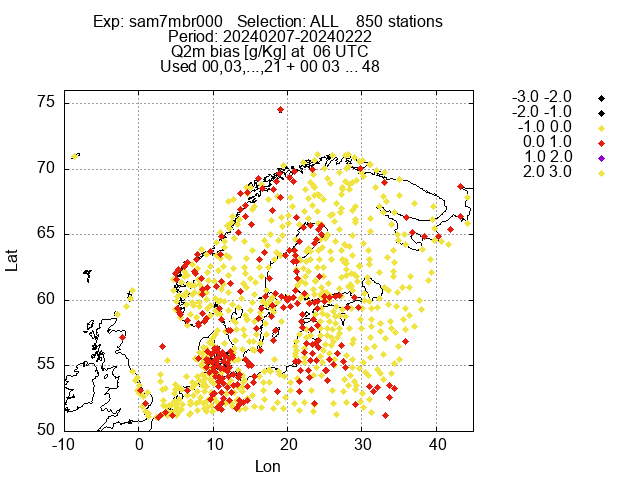 Exp: sam7mbr000 Selection: ALL 850 stations
Period: 20240207-20240222
Q2m bias [g/Kg] at 06 UTC
Used 00,03,...,21 + 00 03 ... 48
-3.0 -2.0
-2.0 -1.0
-1.0 0.0
0.0 1.0
1.0 2.0
2.0 3.0
75
70
65
60
55
50
Lat
-10 0 10 20 30 40
Lon